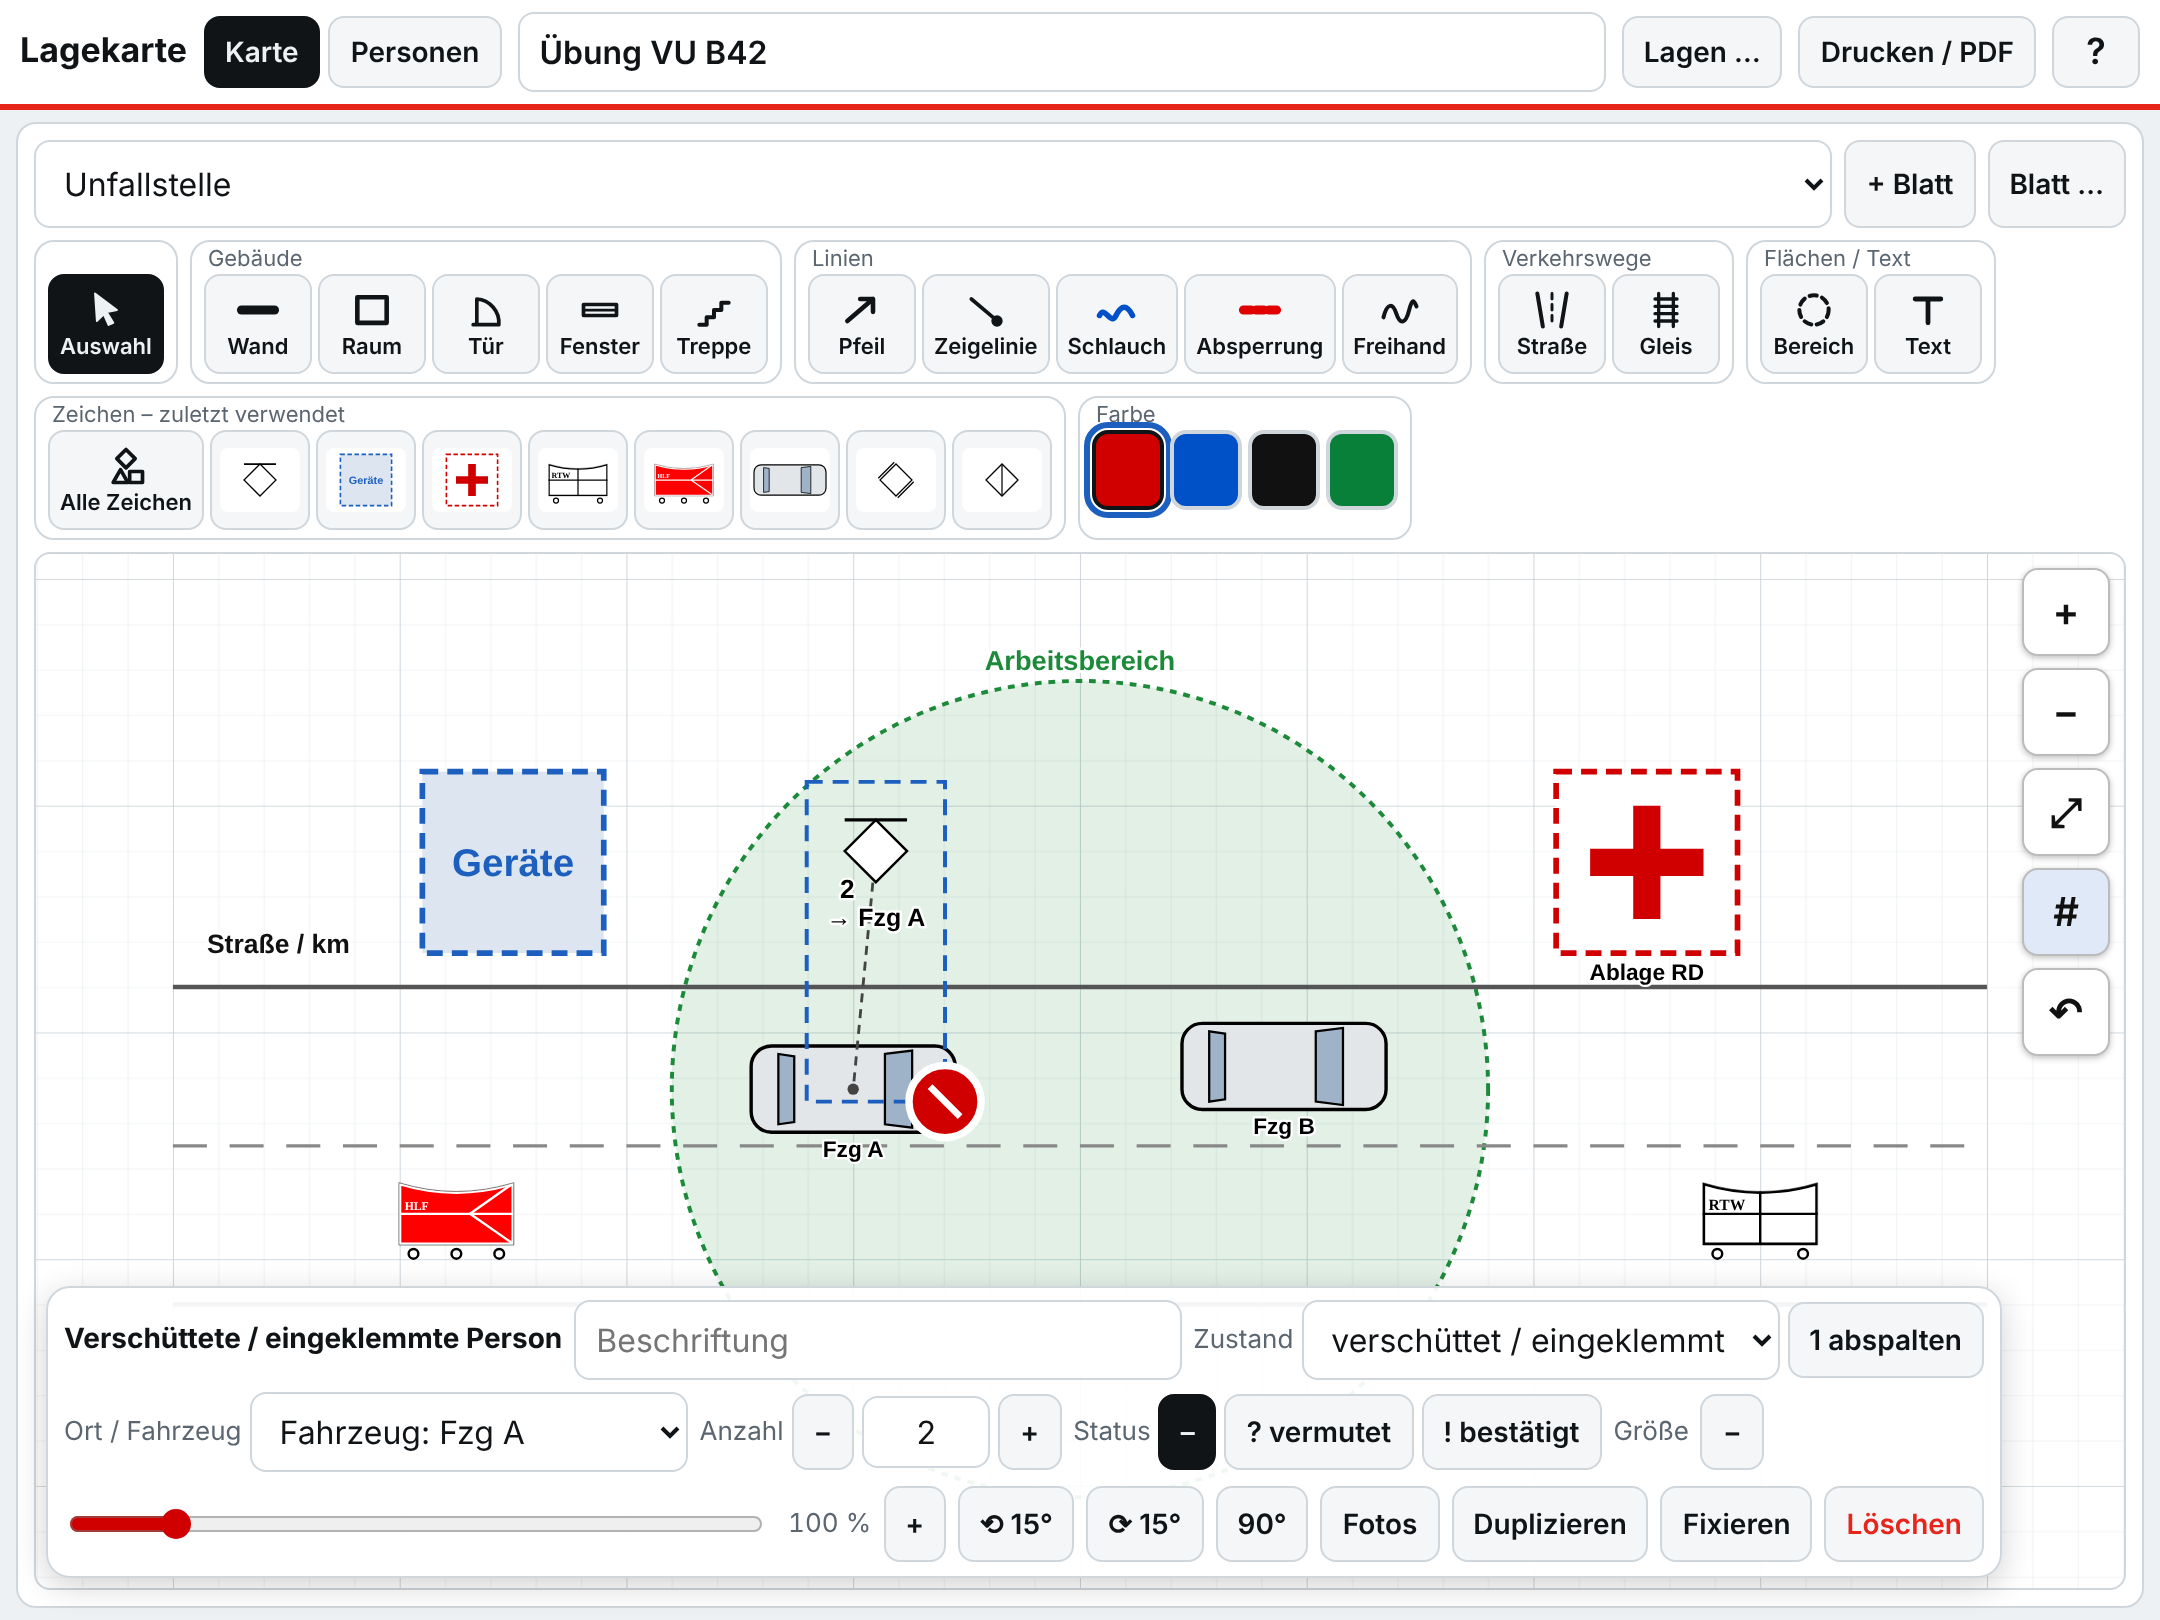 Lagekarte Karte Personen Übung VU B42 Lagen ... Drucken / PDF ?
Unfallstelle + Blatt Blatt ...
Gebäude Linien Verkehrswege Flächen / Text
Auswahl Wand Raum Tür Fenster Treppe Pfeil Zeigelinie Schlauch Absperrung Freihand Straße Gleis Bereich Text
Zeichen – zuletzt verwendet Farbe
Alle Zeichen Geräte RTW HLF
+
Arbeitsbereich
–
Geräte
2
→ Fzg A
#
Straße / km
Ablage RD
Fzg B
Fzg A
HLF
RTW
Verschüttete / eingeklemmte Person Beschriftung Zustand verschüttet / eingeklemmt 1 abspalten
Ort / Fahrzeug Fahrzeug: Fzg A Anzahl – 2 + Status – ? vermutet ! bestätigt Größe –
100 % + ⟲ 15° ⟳ 15° 90° Fotos Duplizieren Fixieren Löschen